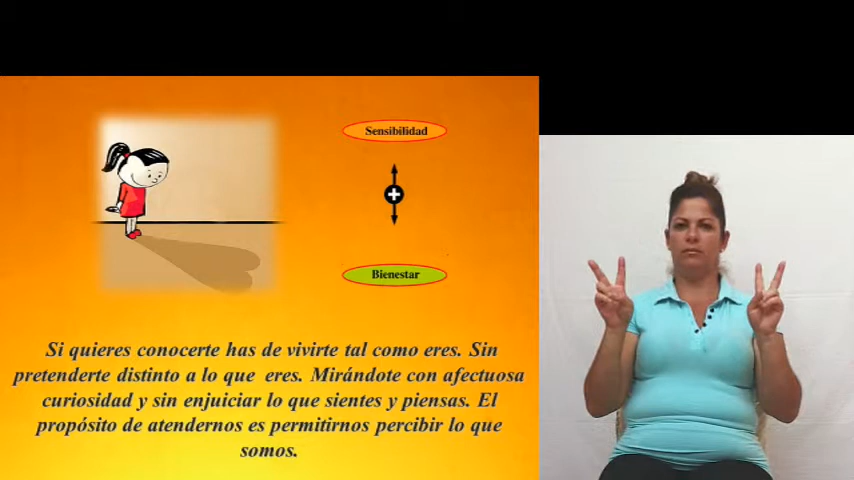 Sensibilidad
Bienestar
Si quieres conocerte has de vivirte tal como eres. Sin
pretenderte distinto a lo que eres. Mirándote con afectuosa
curiosidad y sin enjuiciar lo que sientes y piensas. El
propósito de atendernos es permitirnos percibir lo que
somos.